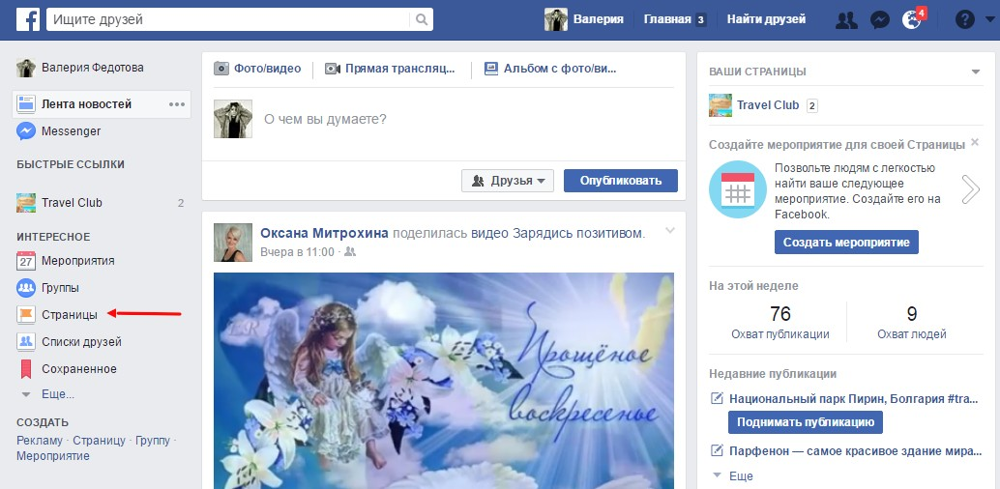 f
Ищите друзей
Валерия
Главная 3
Найти друзей
4
?
Валерия Федотова
Лента новостей
Messenger
БЫСТРЫЕ ССЫЛКИ
Travel Club 2
ИНТЕРЕСНОЕ
27 Мероприятия
Группы
Страницы
Списки друзей
Сохраненное
Еще...
СОЗДАТЬ
Рекламу · Страницу · Группу ·
Мероприятие
Фото/видео
Прямая трансляц...
Альбом с фото/ви...
О чем вы думаете?
Друзья
Опубликовать
Оксана Митрохина поделилась видео Зарядись позитивом.
Вчера в 11:00 ·
Прощёное
воскресенье
ВАШИ СТРАНИЦЫ
Travel Club 2
Создайте мероприятие для своей Страницы
Позвольте людям с легкостью
найти ваше следующее
мероприятие. Создайте его на
Facebook.
Создать мероприятие
На этой неделе
76
Охват публикации
9
Охват людей
Недавние публикации
Национальный парк Пирин, Болгария #tra...
Поднимать публикацию
Парфенон — самое красивое здание мира...
Еще